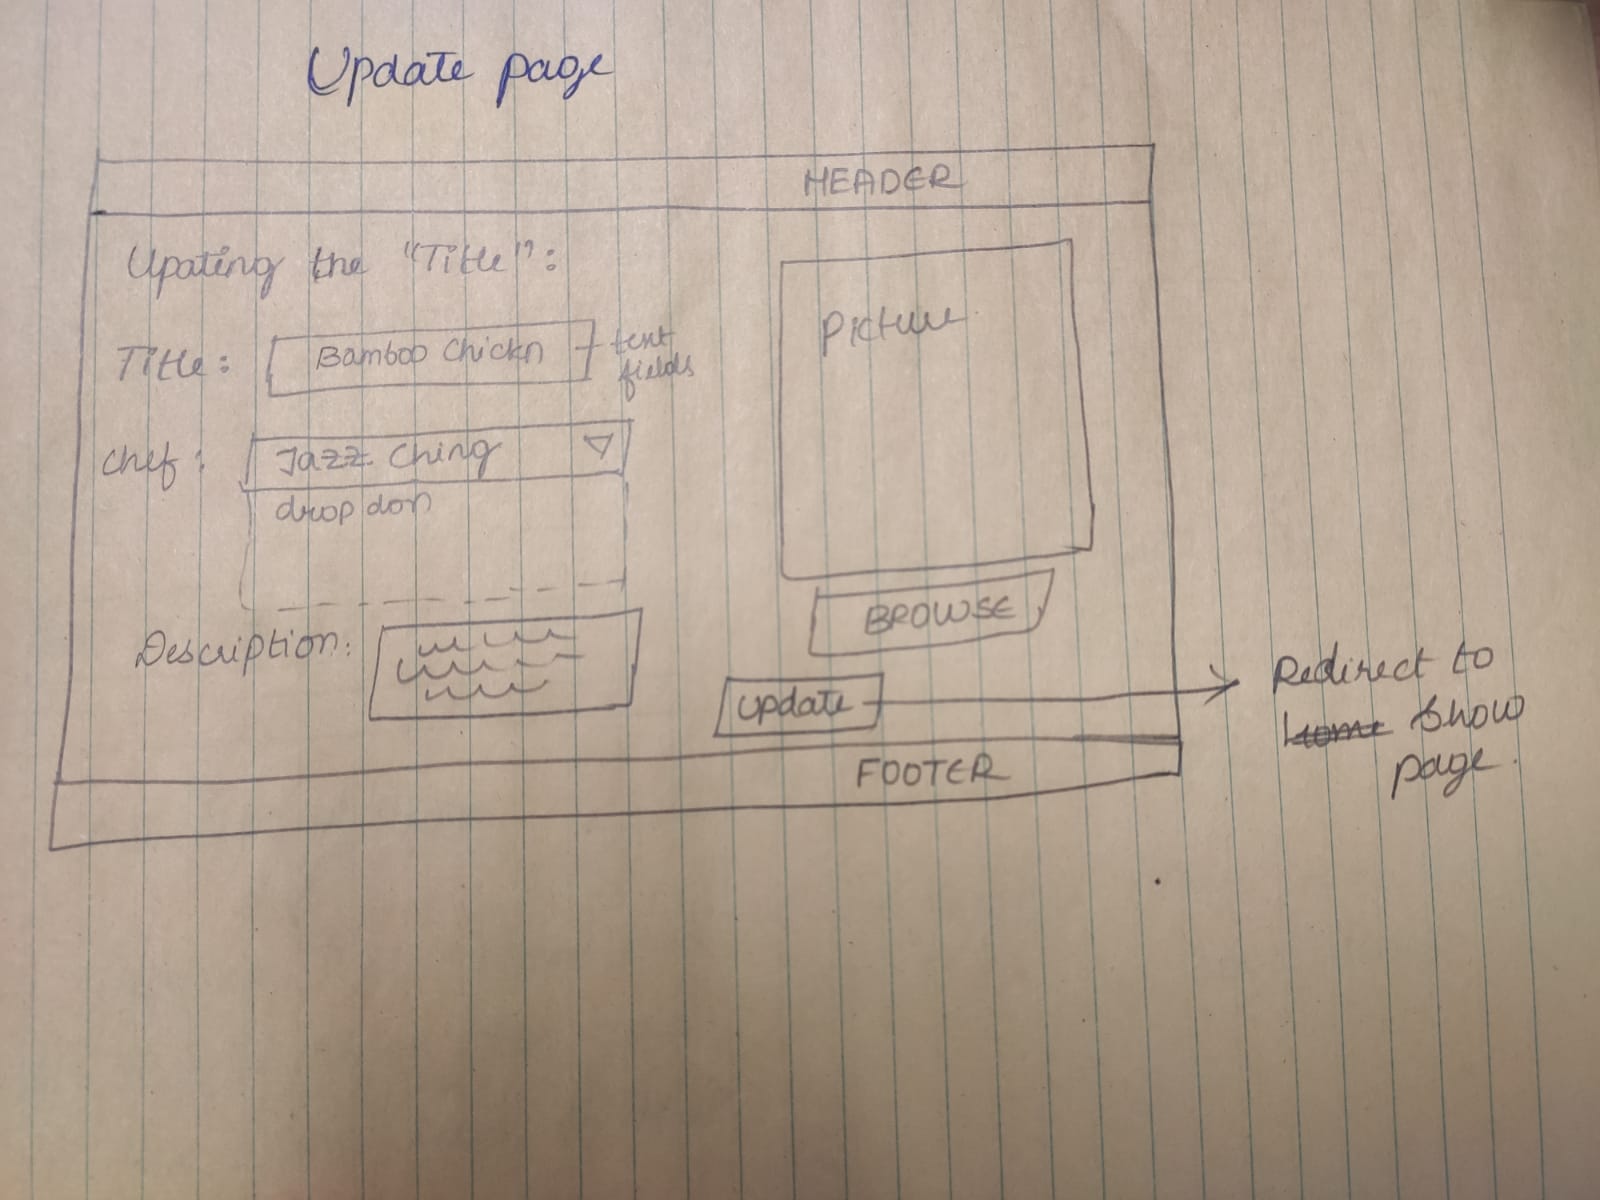 Update page
HEADER
Upating the "Title":
Title: Bamboo Chickn text fields
Chef: Jazz Ching
drop don
Description:
Picture
BROWSE
Update
Redirect to
home Show
page.
FOOTER